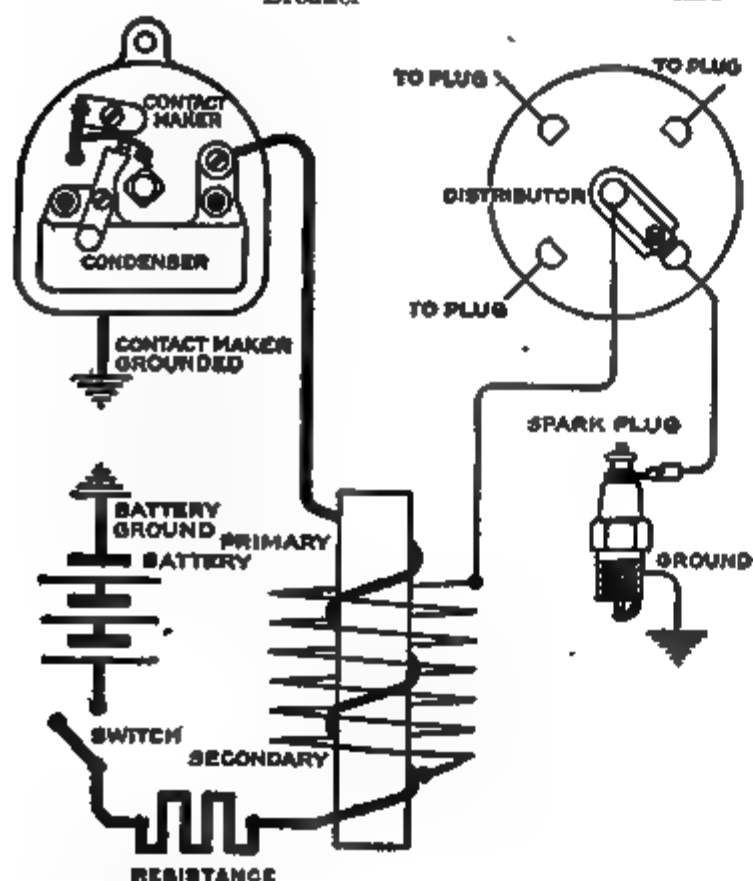 CONTACT
MAKER
TO PLUG
TO PLUG
DISTRIBUTOR
CONDENSER
TO PLUG
CONTACT MAKER
GROUNDED
SPARK PLUG
BATTERY
GROUND
BATTERY
PRIMARY
GROUND
SWITCH
SECONDARY
RESISTANCE